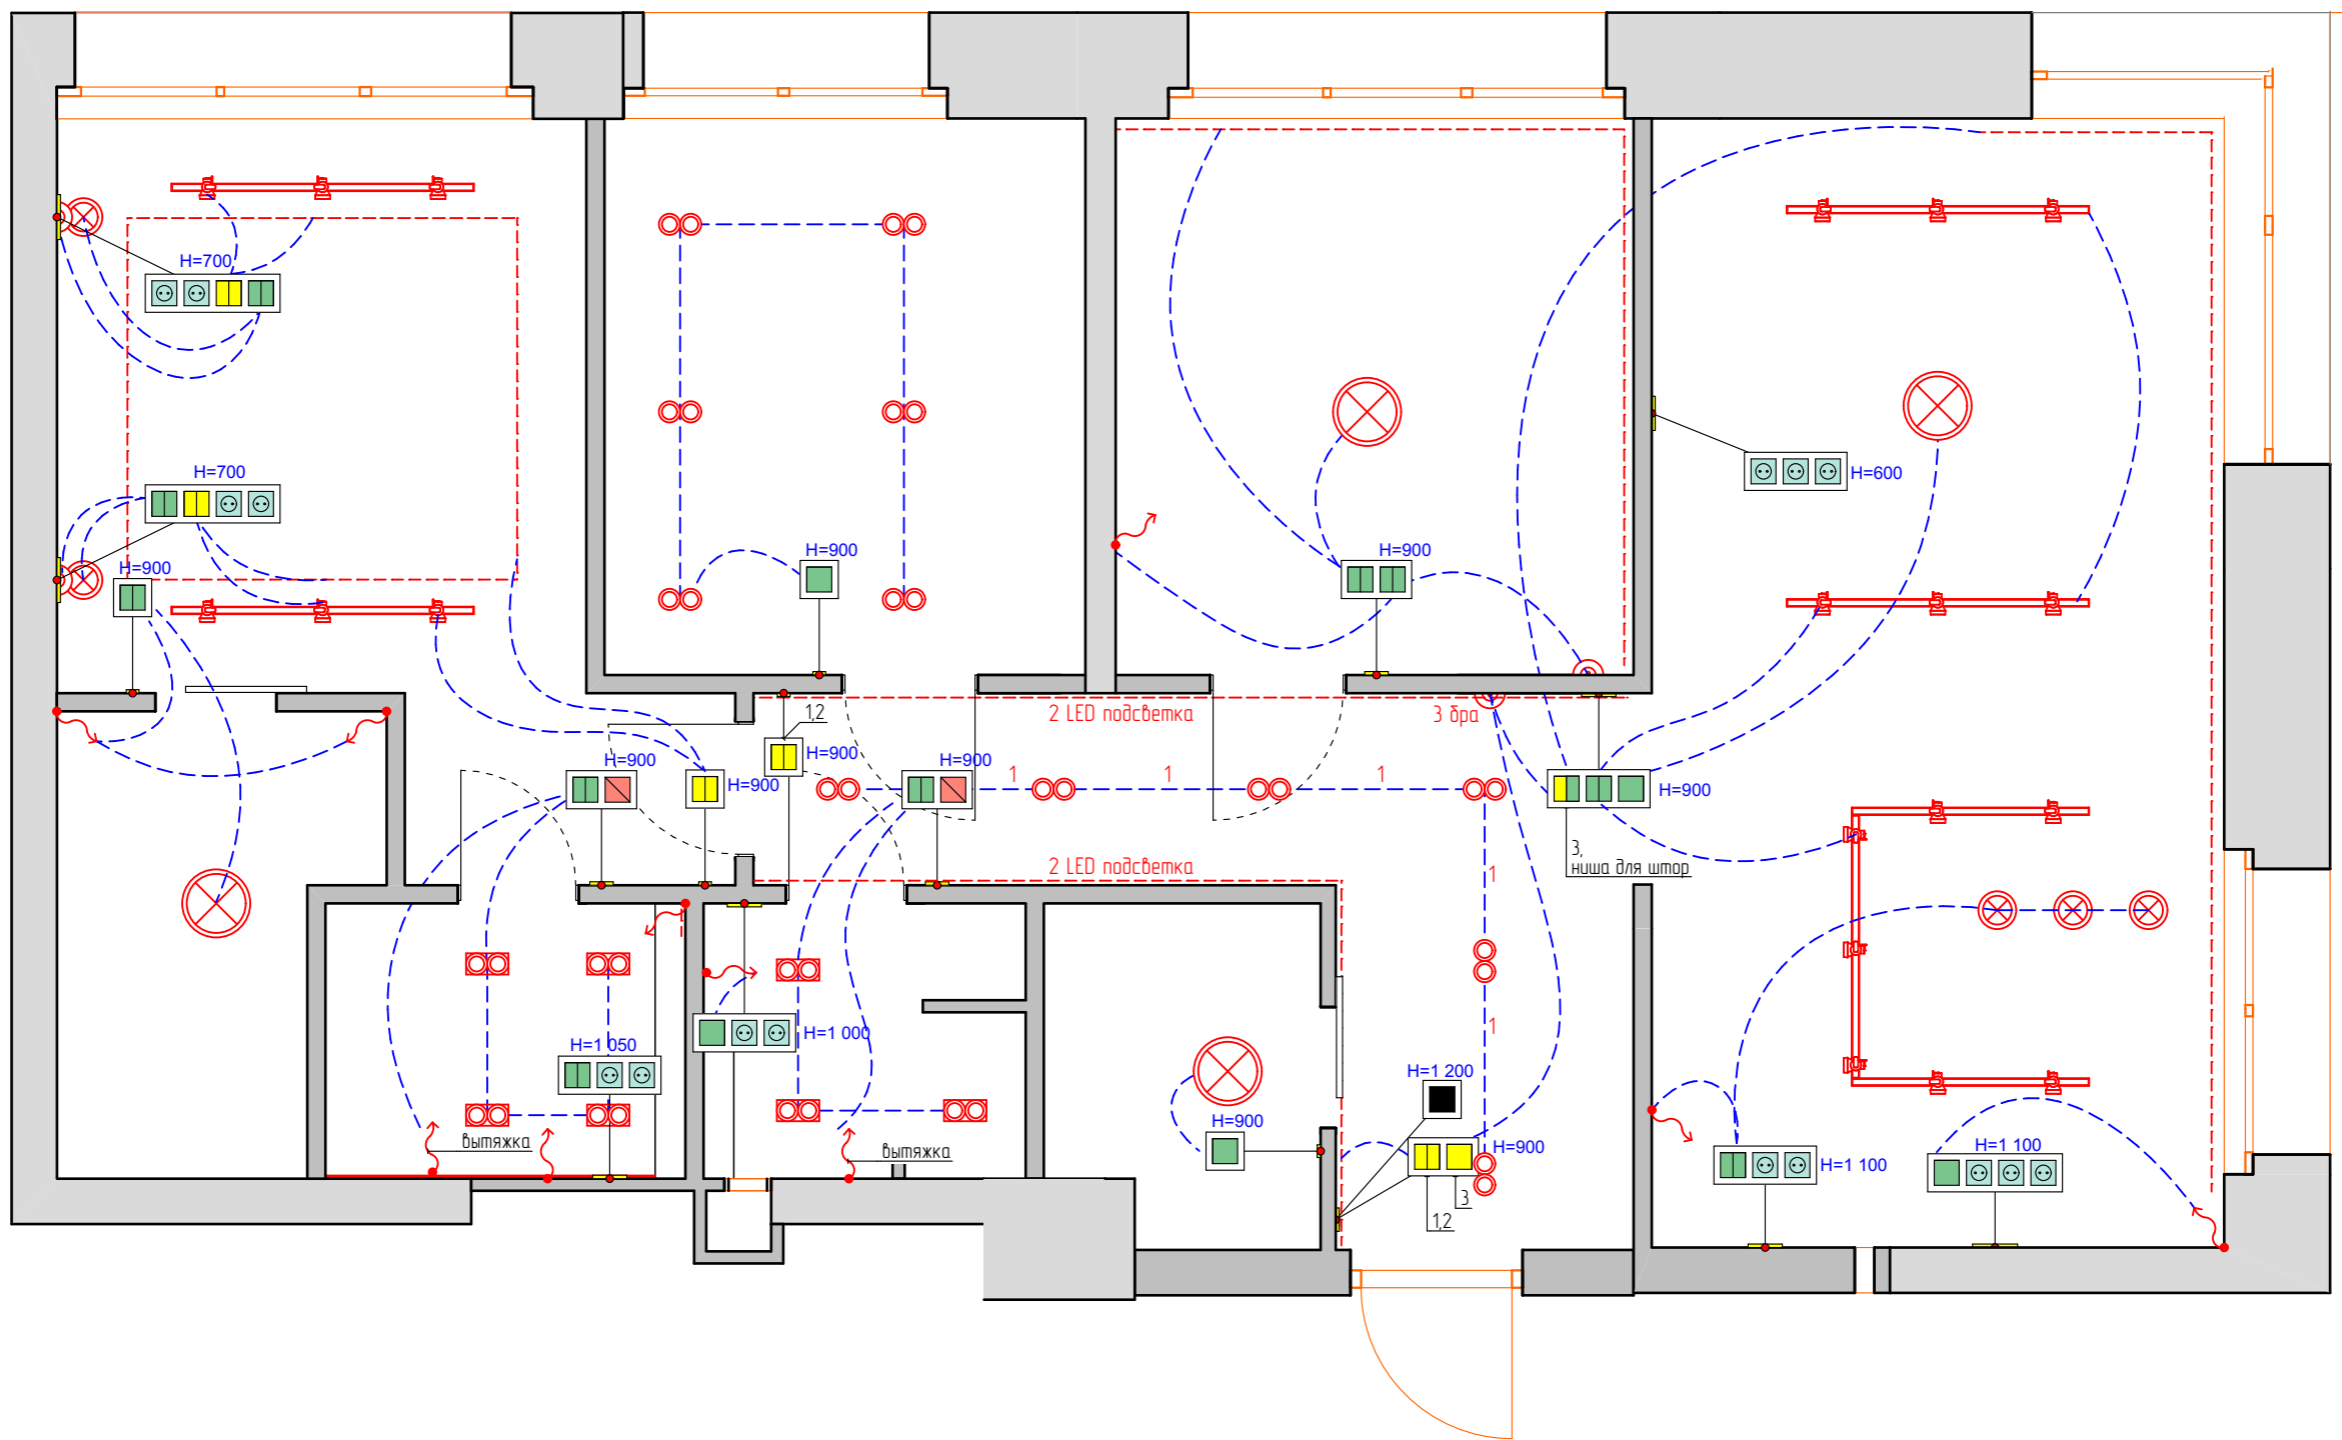 H=700
H=700
H=600
H=900
H=900
H=900
2 LED подсветка
3 бра
1,2
H=900
H=900
H=900
H=900
1
1
1
H=900
2 LED подсветка
3,
ниша для штор
1
H=1 000
1
H=1 050
H=1 200
H=900
вытяжка
вытяжка
H=900
H=1 100
H=1 100
3
1,2